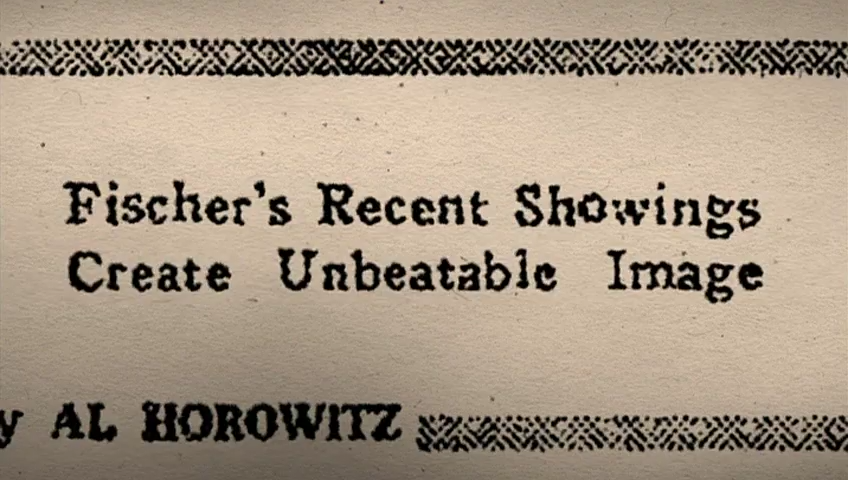 Fischer's Recent Showings
Create Unbeatable Image
y AL HOROWITZ